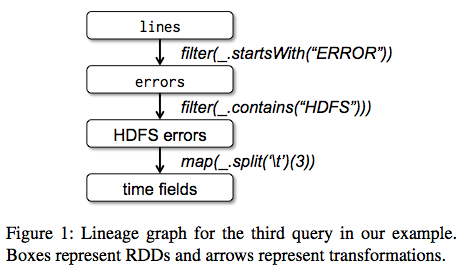 lines
filter(_.startsWith(“ERROR”))
errors
filter(_.contains(“HDFS”)))
HDFS errors
map(_.split(‘\t’)(3))
time fields
Figure 1: Lineage graph for the third query in our example.
Boxes represent RDDs and arrows represent transformations.